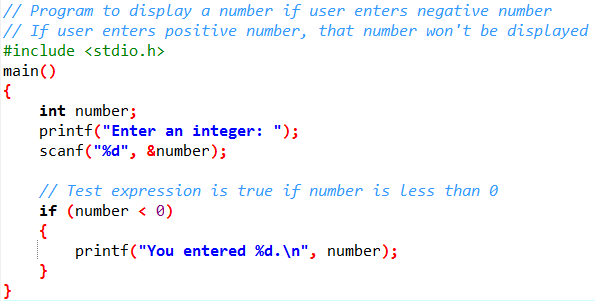 // Program to display a number if user enters negative number
// If user enters positive number, that number won't be displayed
#include <stdio.h>
main()
{
    int number;
    printf("Enter an integer: ");
    scanf("%d", &number);

    // Test expression is true if number is less than 0
    if (number < 0)
    {
        printf("You entered %d.\n", number);
    }
}